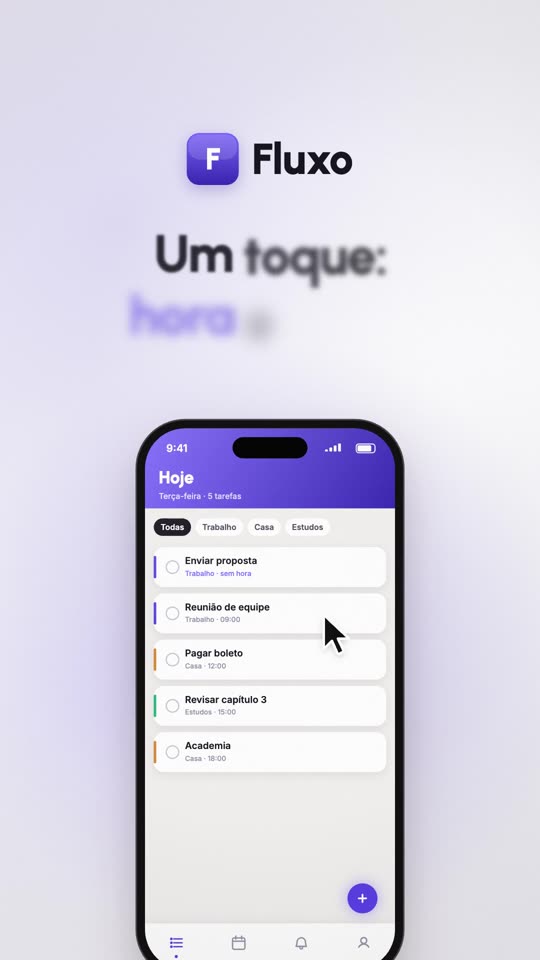 F Fluxo
Um toque:
hora
9:41
Hoje
Terça-feira · 5 tarefas
Todas Trabalho Casa Estudos
Enviar proposta
Trabalho · sem hora
Reunião de equipe
Trabalho · 09:00
Pagar boleto
Casa · 12:00
Revisar capítulo 3
Estudos · 15:00
Academia
Casa · 18:00
+